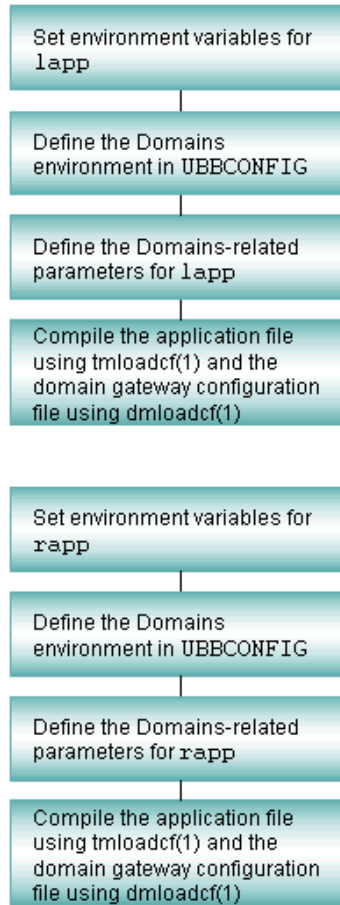 Set environment variables for
lapp
Define the Domains
environment in UBBCONFIG
Define the Domains-related
parameters for lapp
Compile the application file
using tmloadcf(1) and the
domain gateway configuration
file using dmloadcf(1)
Set environment variables for
rapp
Define the Domains
environment in UBBCONFIG
Define the Domains-related
parameters for rapp
Compile the application file
using tmloadcf(1) and the
domain gateway configuration
file using dmloadcf(1)